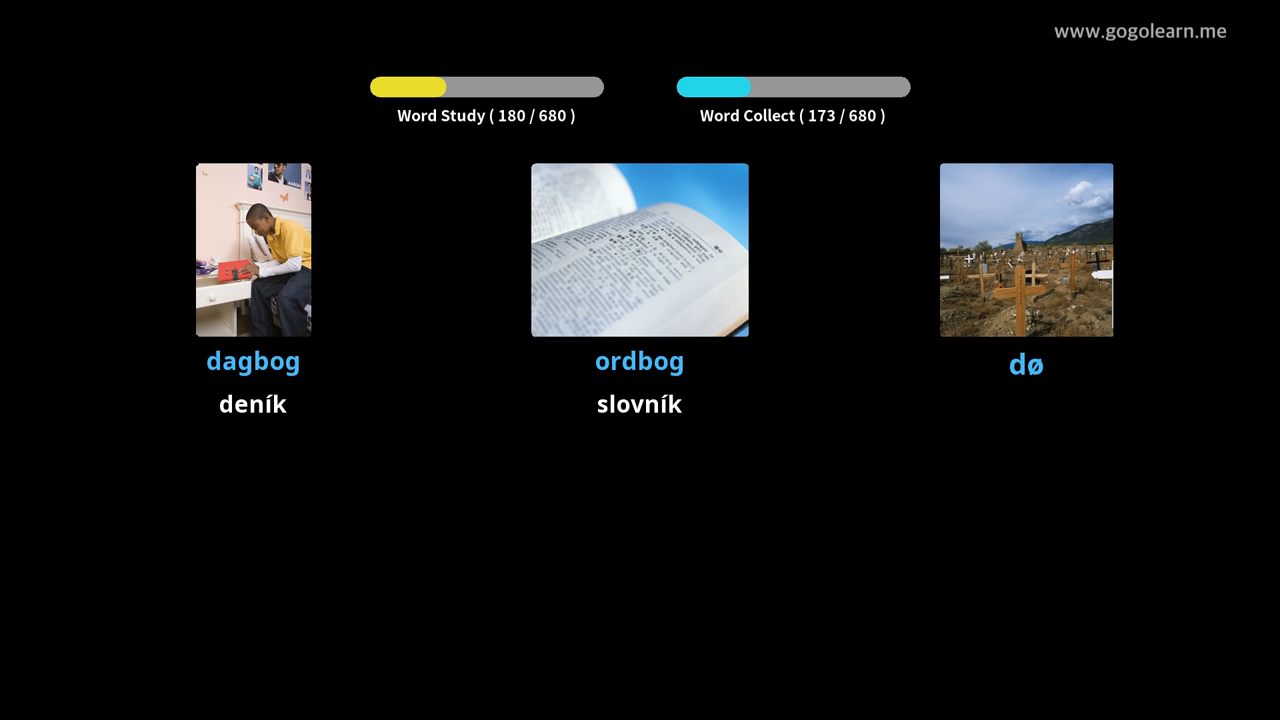 www.gogolearn.me
Word Study ( 180 / 680 )
Word Collect ( 173 / 680 )
dagbog
deník
ordbog
slovník
dø